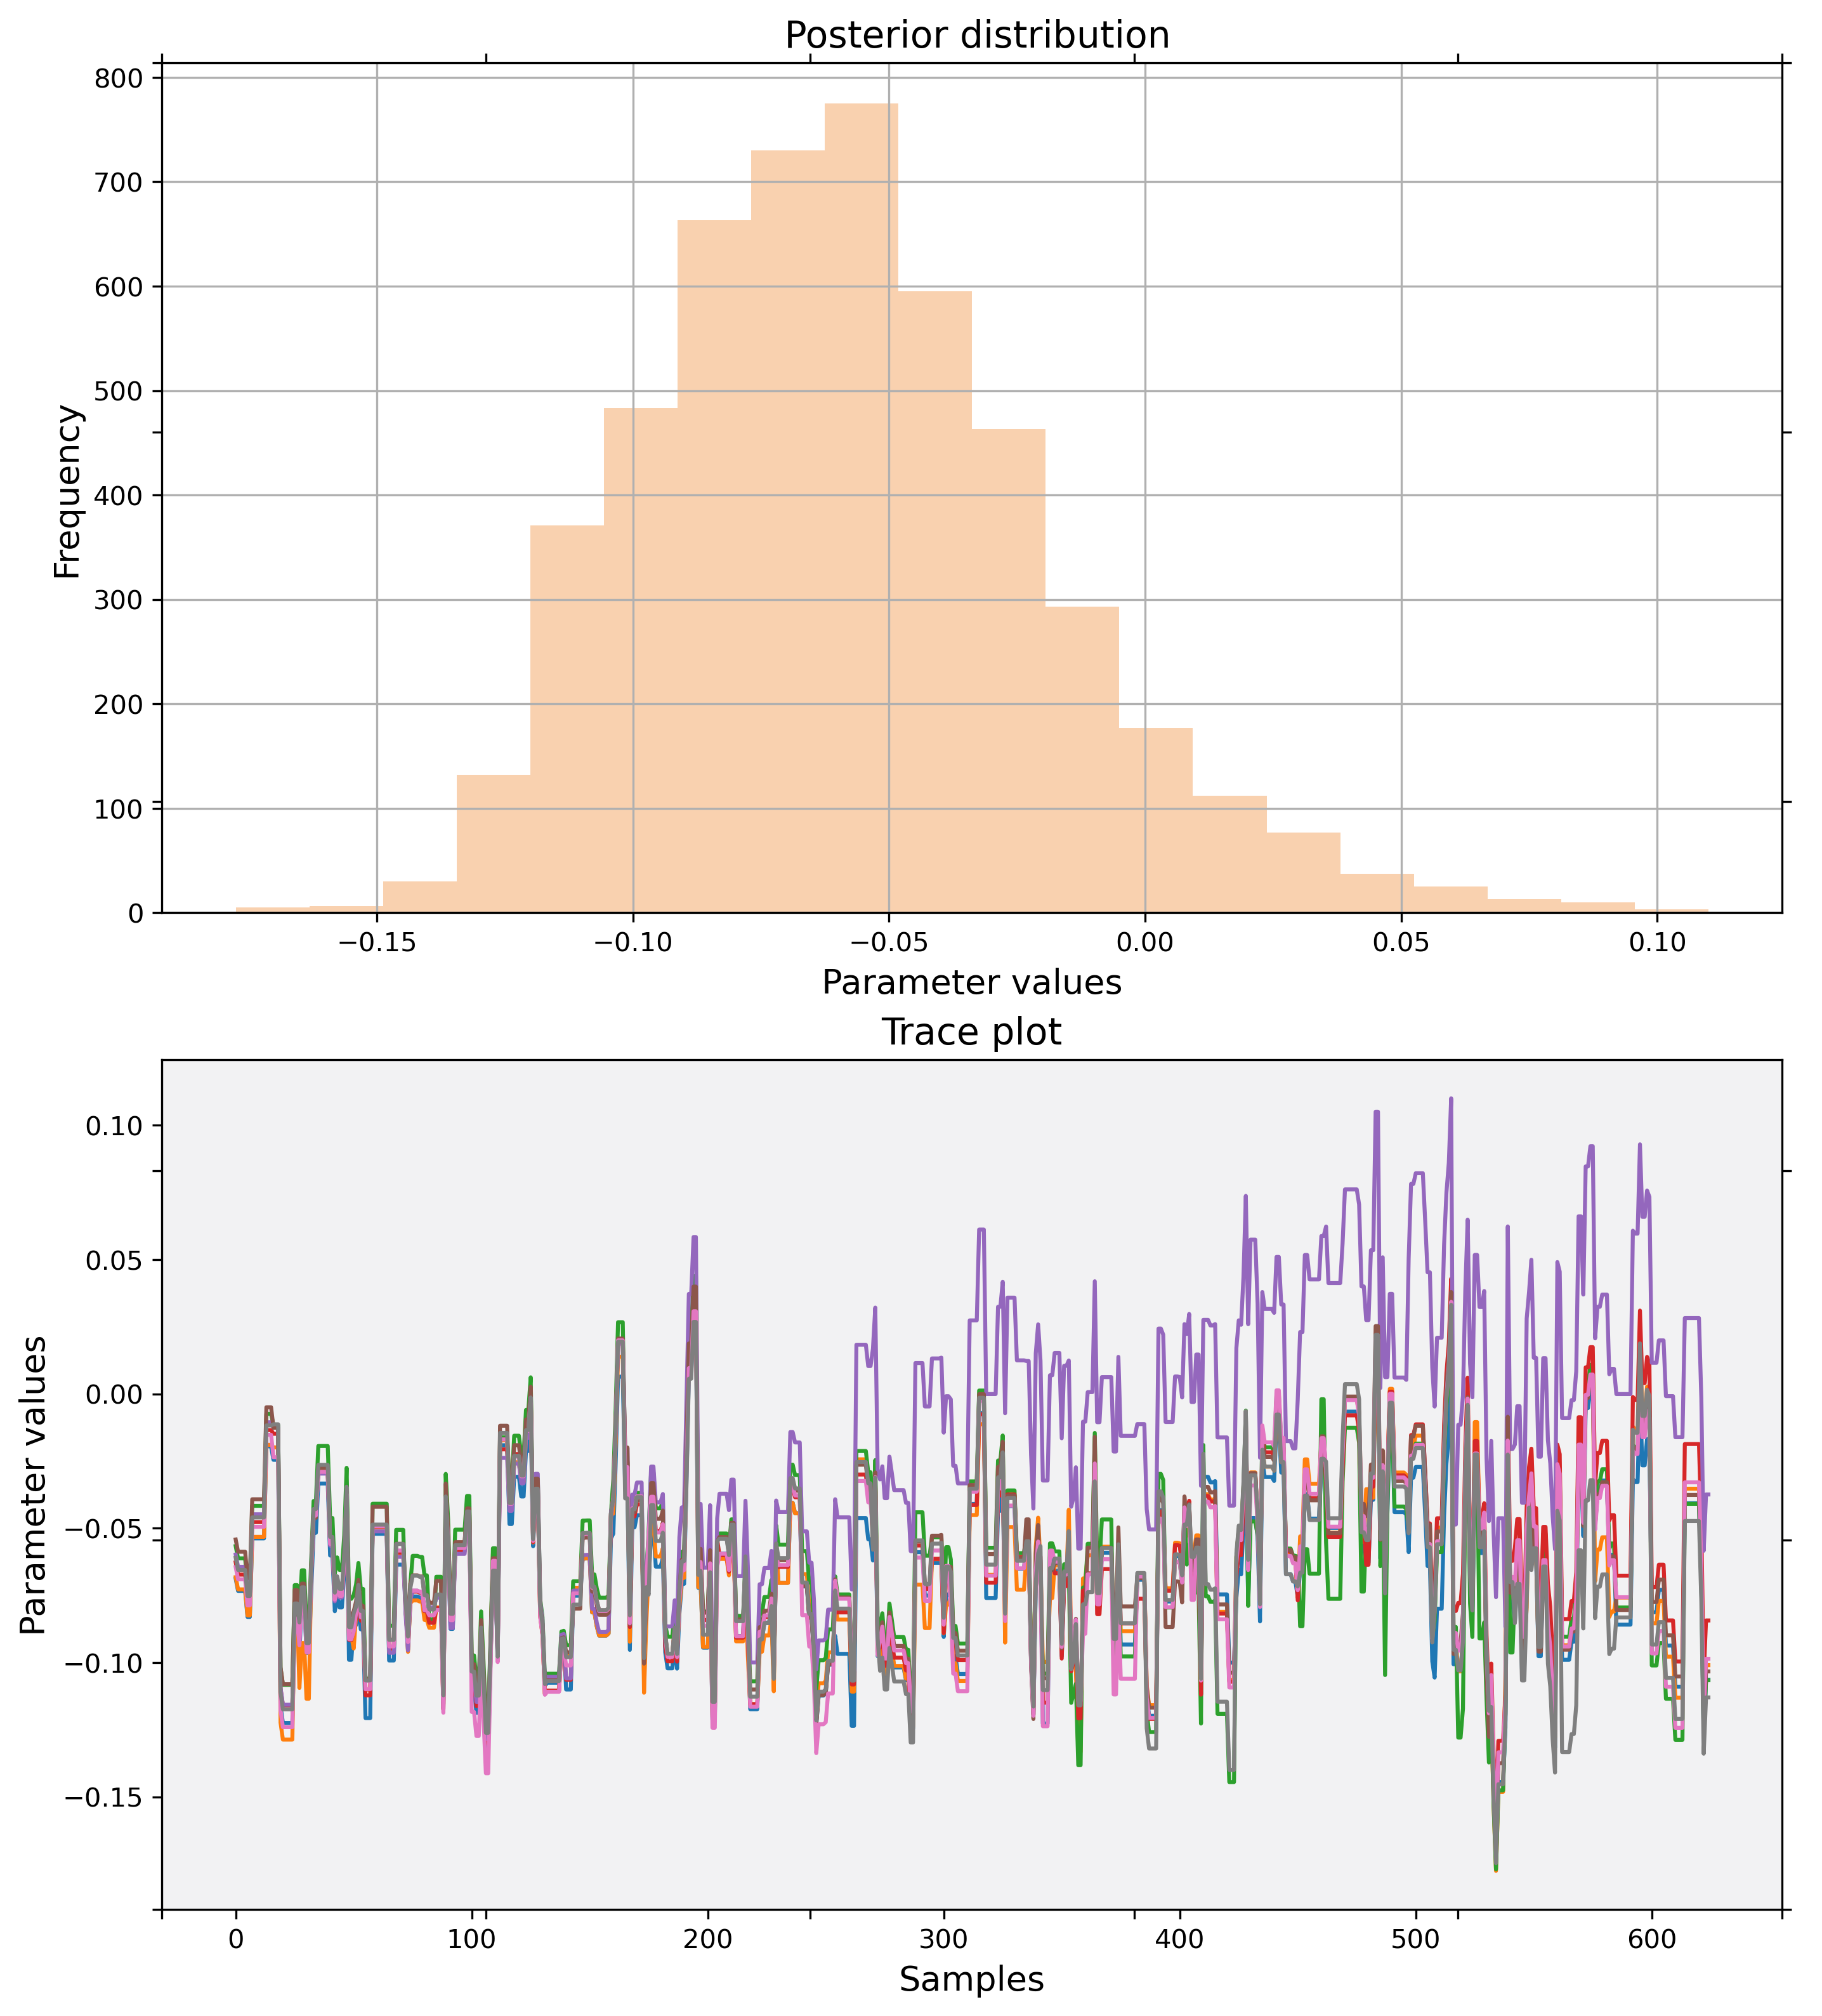 Posterior distribution
800
700
600
500
400
300
200
100
0
Frequency
−0.15 −0.10 −0.05 0.00 0.05 0.10
Parameter values
Trace plot
0.10
0.05
0.00
−0.05
−0.10
−0.15
Parameter values
0 100 200 300 400 500 600
Samples